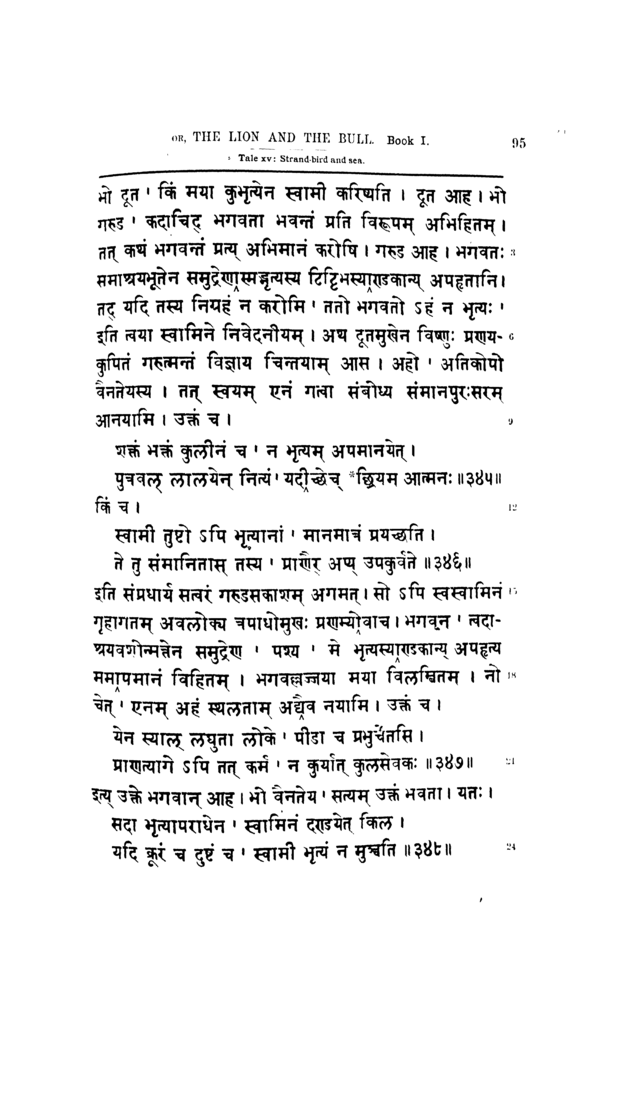 OR, THE LION AND THE BULL. Book I. 95
Tale xv: Strand-bird and sea.
भो दूत ' किं मया कुभृत्येन स्वामी करिष्यति । दूत आह । भो
गरुड ' कदाचिद् भगवता भवन्तं प्रति विरूपम् अभिहितम् ।
तत् कथं भगवन्तं प्रत्य् अभिमानं करोषि । गरुड आह । भगवतः 3
समाश्रयभूतेन समुद्रेणास्मद्भृत्यस्य टिट्टिभस्याण्डकान्य् अपहृतानि।
तद् यदि तस्य निग्रहं न करोमि ' ततो भगवतो ऽहं न भृत्यः '
इति त्वया स्वामिने निवेदनीयम् । अथ दूतमुखेन विष्णुः प्रणय- 6
कुपितं गरुत्मन्तं विज्ञाय चिन्तयाम् आस । अहो ' अतिकोपो
वैनतेयस्य । तत् स्वयम् एनं गत्वा संबोध्य संमानपुरःसरम्
आनयामि । उक्तं च । 9
शक्तं भक्तं कुलीनं च ' न भृत्यम् अपमानयेत् ।
पुत्रवल् लालयेन् नित्यं ' यदीच्छेच् *छ्रियम आत्मनः ॥३४५॥
किं च । 12
स्वामी तुष्टो ऽपि भृत्यानां ' मानमात्रं प्रयच्छति ।
ते तु संमानितास् तस्य ' प्राणैर् अप्य् उपकुर्वते ॥३४६॥
इति संप्रधार्य सत्वरं गरुडसकाशम् अगमत् । सो ऽपि स्वस्वामिनं 15
गृहागतम् अवलोक्य त्रपाधोमुखः प्रणम्योवाच । भगवन् ' त्वदा-
श्रयवशोन्मत्तेन समुद्रेण ' पश्य ' मे भृत्यस्याण्डकान्य् अपहृत्य
ममापमानं विहितम् । भगवल्लज्जया मया विलम्बितम् । नो 18
चेत् ' एनम् अहं स्थलताम् अद्यैव नयामि । उक्तं च ।
येन स्याल् लघुता लोके ' पीडा च प्रभुचेतसि ।
प्राणत्यागे ऽपि तत् कर्म ' न कुर्यात् कुलसेवकः ॥३४७॥ 21
इत्य् उक्ते भगवान् आह । भो वैनतेय ' सत्यम् उक्तं भवता । यतः ।
सदा भृत्यापराधेन ' स्वामिनं दण्डयेत् किल ।
यदि क्रूरं च दुष्टं च ' स्वामी भृत्यं न मुञ्चति ॥३४८॥ 24